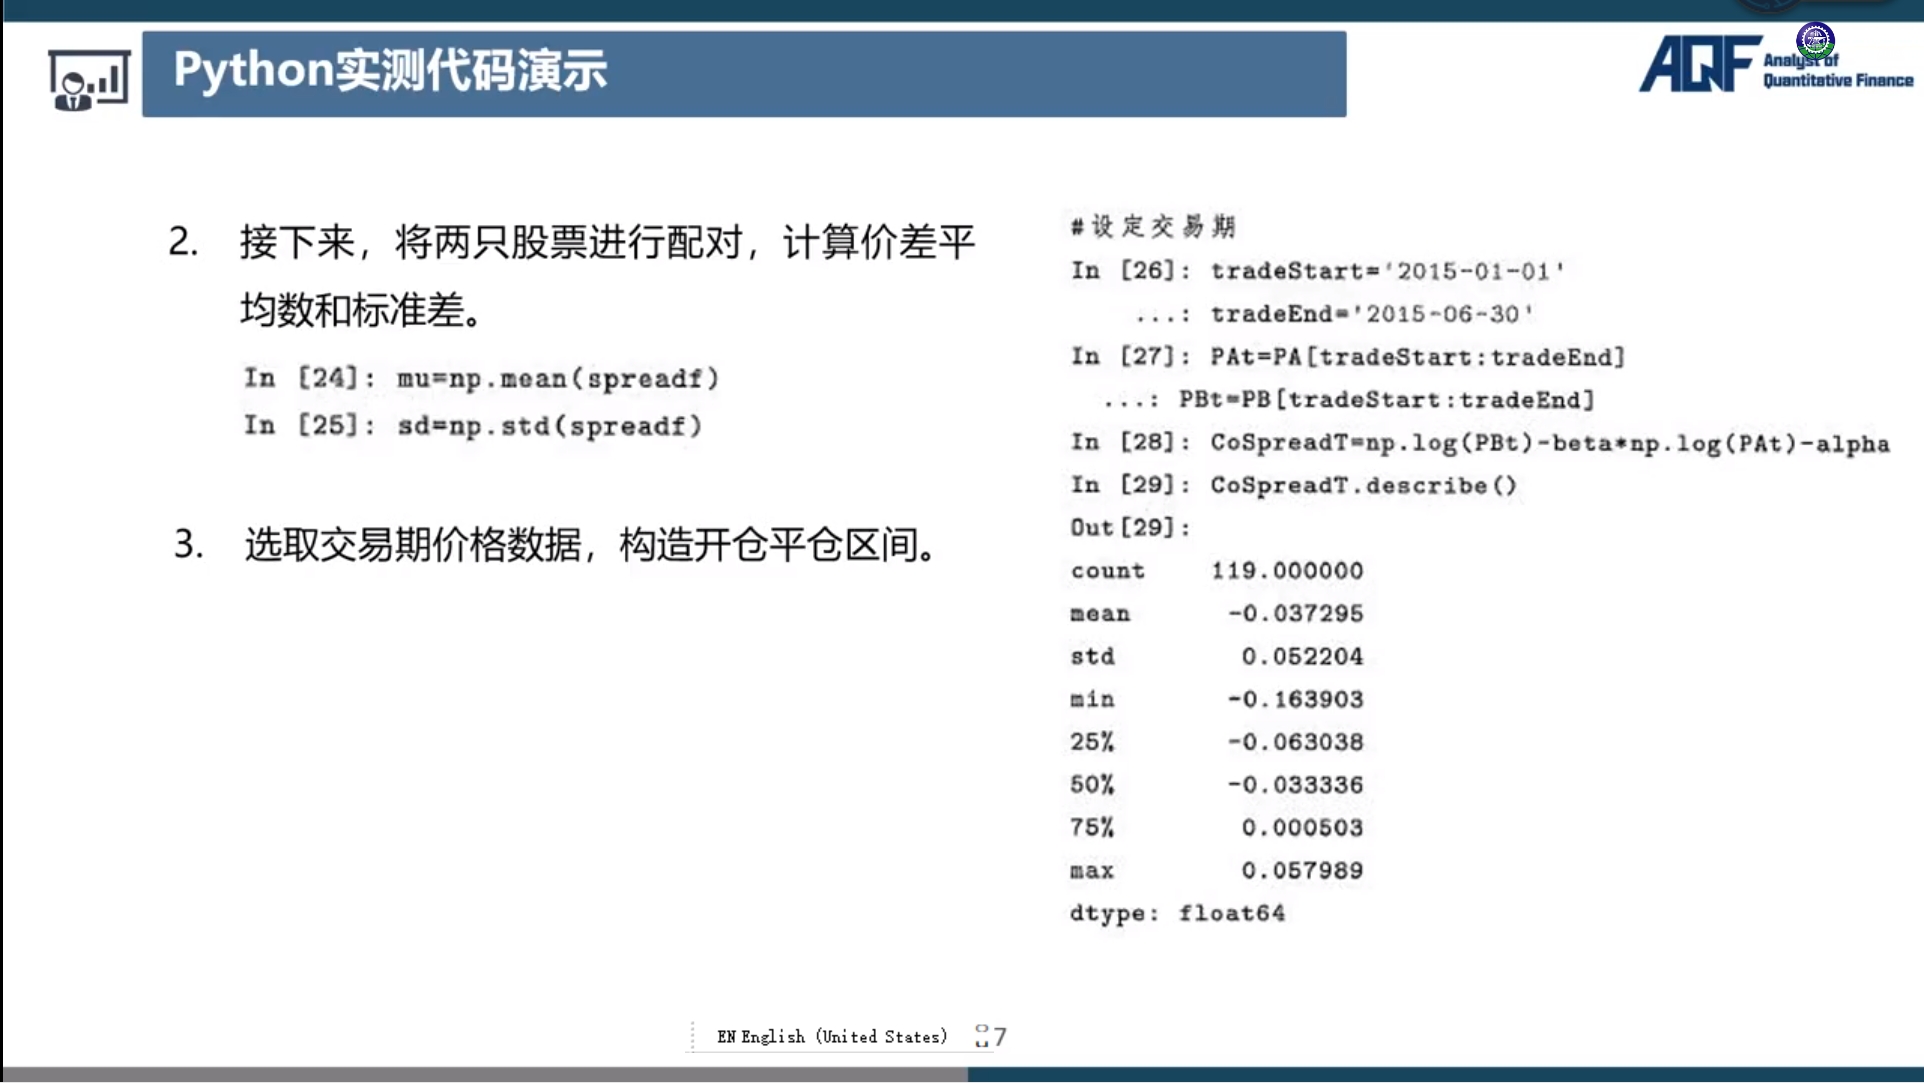 Python实测代码演示
AQF Analyst of
Quantitative Finance
2. 接下来，将两只股票进行配对，计算价差平
均数和标准差。
In [24]: mu=np.mean(spreadf)
In [25]: sd=np.std(spreadf)
3. 选取交易期价格数据，构造开仓平仓区间。
#设定交易期
In [26]: tradeStart='2015-01-01'
...: tradeEnd='2015-06-30'
In [27]: PAt=PA[tradeStart:tradeEnd]
...: PBt=PB[tradeStart:tradeEnd]
In [28]: CoSpreadT=np.log(PBt)-beta*np.log(PAt)-alpha
In [29]: CoSpreadT.describe()
Out[29]:
count 119.000000
mean -0.037295
std 0.052204
min -0.163903
25% -0.063038
50% -0.033336
75% 0.000503
max 0.057989
dtype: float64
EN English (United States)
7